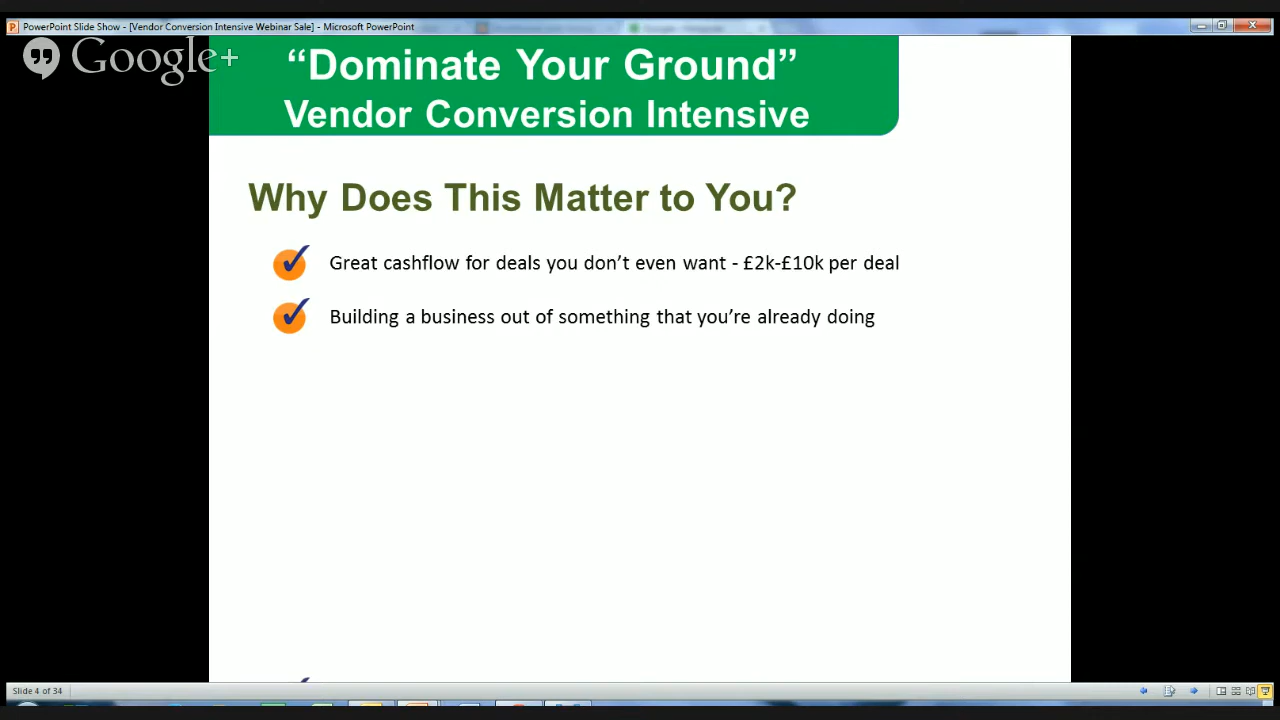 PowerPoint Slide Show - [Vendor Conversion Intensive Webinar Sale] - Microsoft PowerPoint
Google+
“Dominate Your Ground”
Vendor Conversion Intensive
Why Does This Matter to You?
Great cashflow for deals you don’t even want - £2k-£10k per deal
Building a business out of something that you’re already doing
Slide 4 of 34